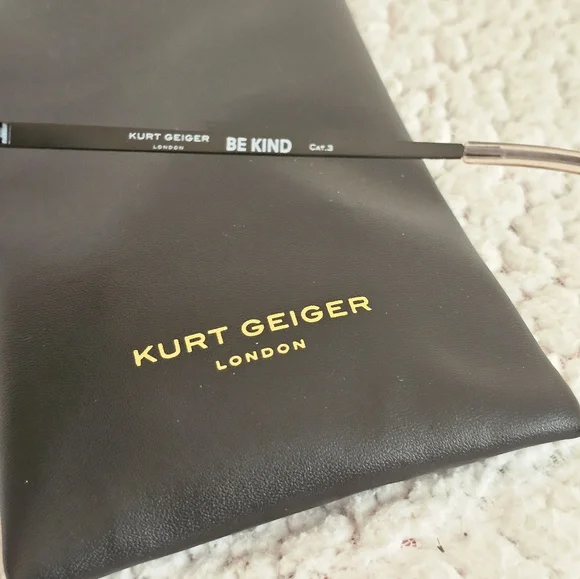 KURT GEIGER
LONDON
BE KIND
CAT.3
KURT GEIGER
LONDON